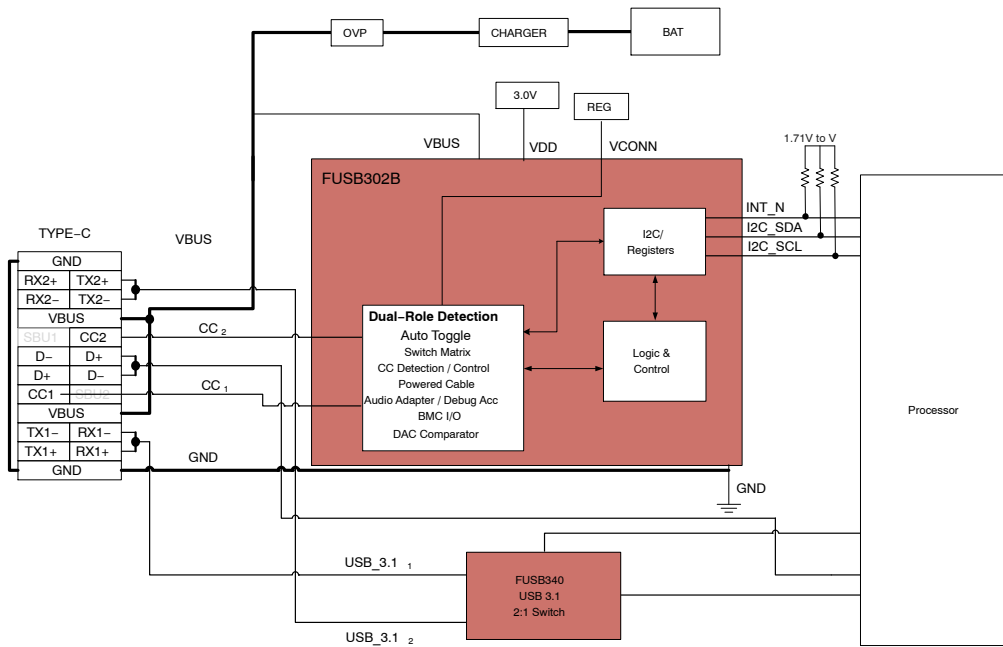 OVP
CHARGER
BAT
3.0V
REG
1.71V to V
VBUS
VDD
VCONN
FUSB302B
INT_N
I2C_SDA
I2C_SCL
I2C/
Registers
TYPE−C
VBUS
GND
RX2+ TX2+
RX2− TX2−
VBUS
SBU1 CC2
D− D+
D+ D−
CC1 SBU2
VBUS
TX1− RX1−
TX1+ RX1+
GND
CC 2
CC 1
GND
Dual−Role Detection
Auto Toggle
Switch Matrix
CC Detection / Control
Powered Cable
Audio Adapter / Debug Acc
BMC I/O
DAC Comparator
Logic &
Control
Processor
GND
USB_3.1 1
USB_3.1 2
FUSB340
USB 3.1
2:1 Switch